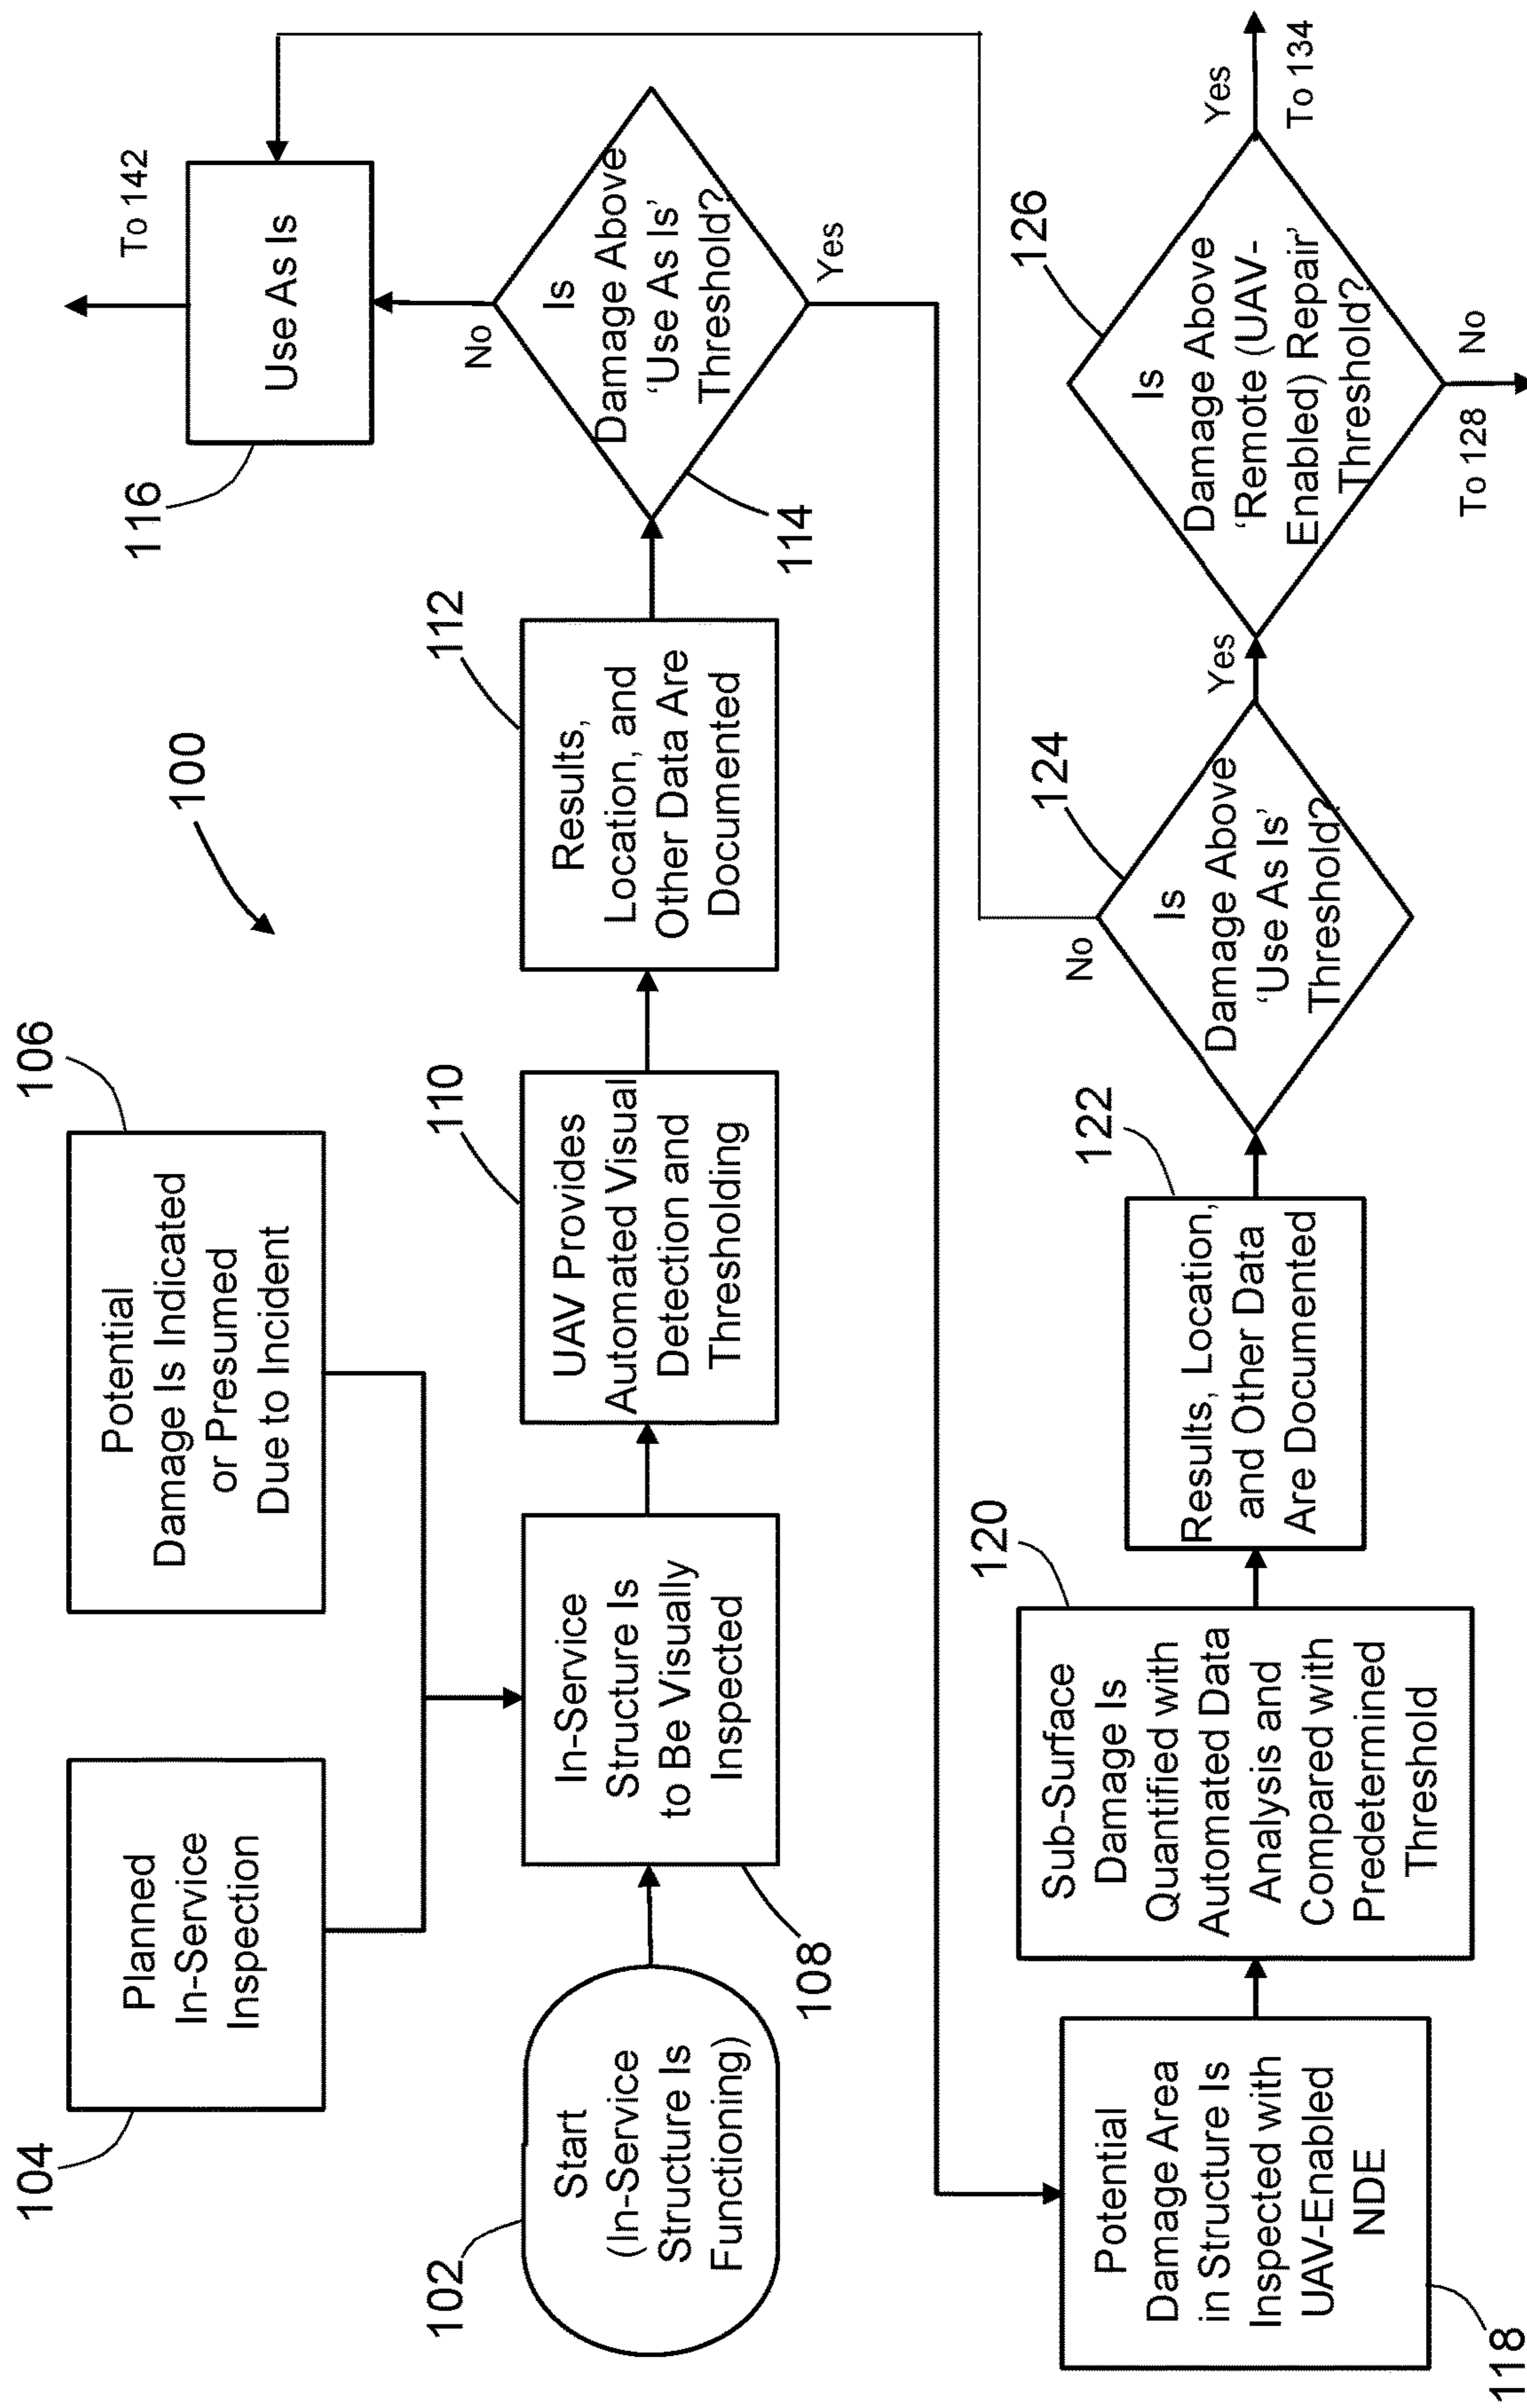 100
104
Planned
In-Service
Inspection
106
Potential
Damage Is Indicated
or Presumed
Due to Incident
102
Start
(In-Service
Structure Is
Functioning)
108
In-Service
Structure Is
to Be Visually
Inspected
110
UAV Provides
Automated Visual
Detection and
Thresholding
112
Results,
Location, and
Other Data Are
Documented
114
Is
Damage Above
‘Use As Is’
Threshold?
No
Yes
116
Use As Is
To 142
118
Potential
Damage Area
in Structure Is
Inspected with
UAV-Enabled
NDE
120
Sub-Surface
Damage Is
Quantified with
Automated Data
Analysis and
Compared with
Predetermined
Threshold
122
Results, Location,
and Other Data
Are Documented
124
Is
Damage Above
‘Use As Is’
Threshold?
No
Yes
126
Is
Damage Above
‘Remote (UAV-
Enabled) Repair’
Threshold?
Yes
To 134
No
To 128